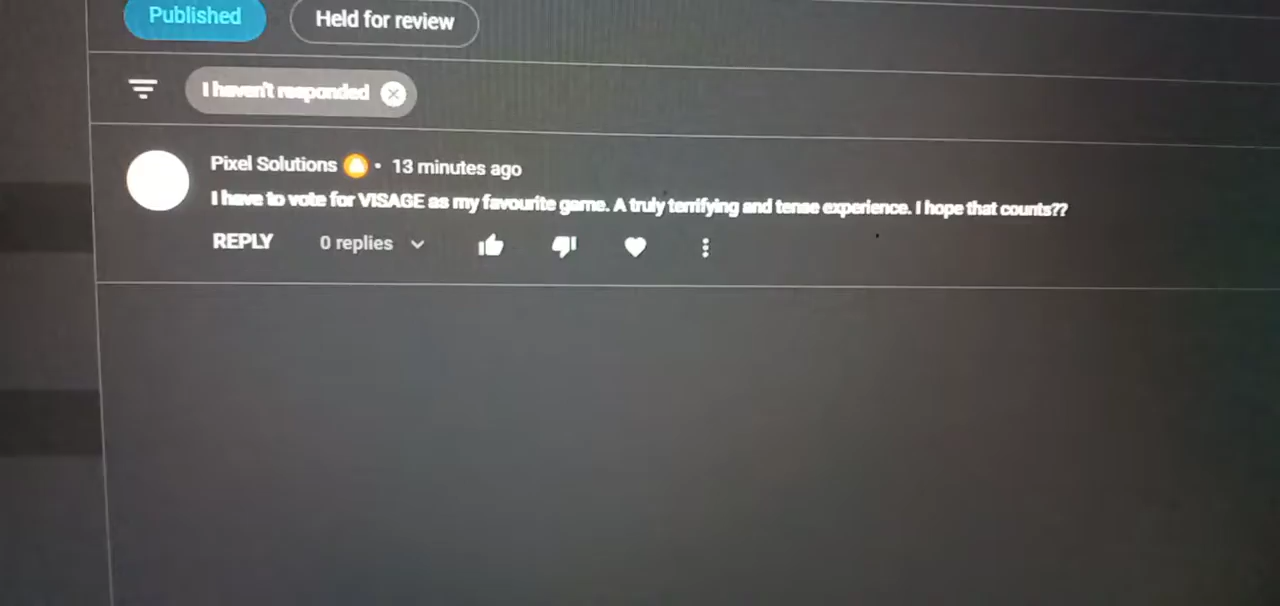 Published Held for review
I haven't responded
Pixel Solutions • 13 minutes ago
I have to vote for VISAGE as my favourite game. A truly terrifying and tense experience. I hope that counts??
REPLY 0 replies